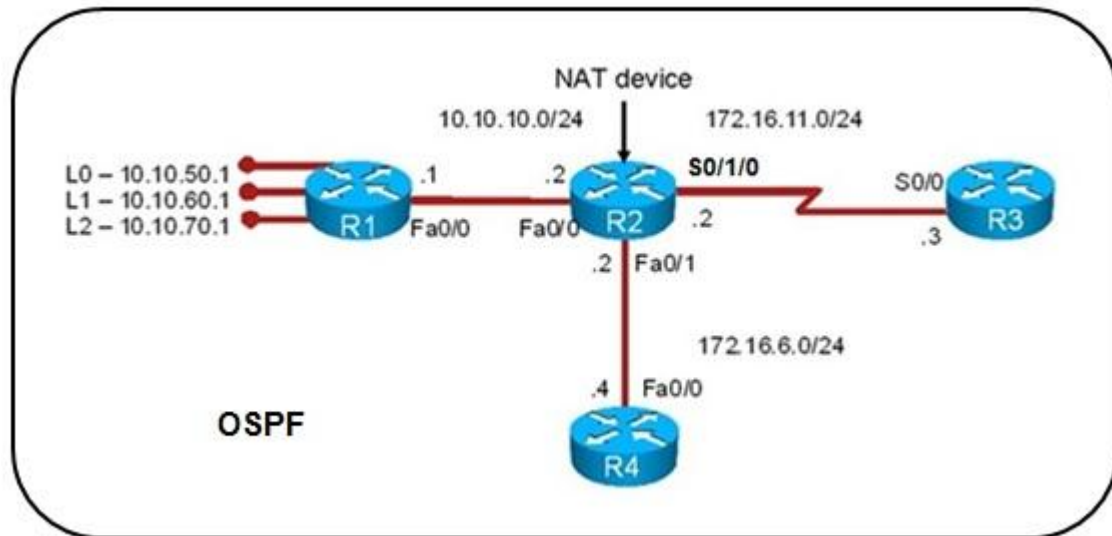 NAT device
10.10.10.0/24
172.16.11.0/24
L0 – 10.10.50.1
L1 – 10.10.60.1
L2 – 10.10.70.1
.1
.2
S0/1/0
S0/0
R1
R2
R3
Fa0/0
Fa0/0
.2
.3
.2
Fa0/1
172.16.6.0/24
.4
Fa0/0
OSPF
R4